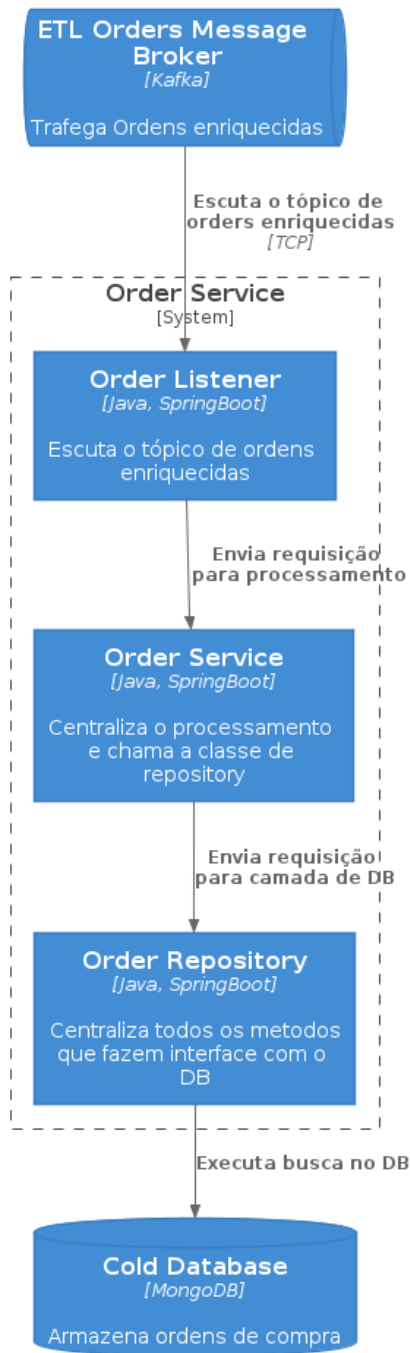 ETL Orders Message
Broker
[Kafka]
Trafega Ordens enriquecidas
Escuta o tópico de
orders enriquecidas
[TCP]
Order Service
[System]
Order Listener
[Java, SpringBoot]
Escuta o tópico de ordens
enriquecidas
Envia requisição
para processamento
Order Service
[Java, SpringBoot]
Centraliza o processamento
e chama a classe de
repository
Envia requisição
para camada de DB
Order Repository
[Java, SpringBoot]
Centraliza todos os metodos
que fazem interface com o
DB
Executa busca no DB
Cold Database
[MongoDB]
Armazena ordens de compra